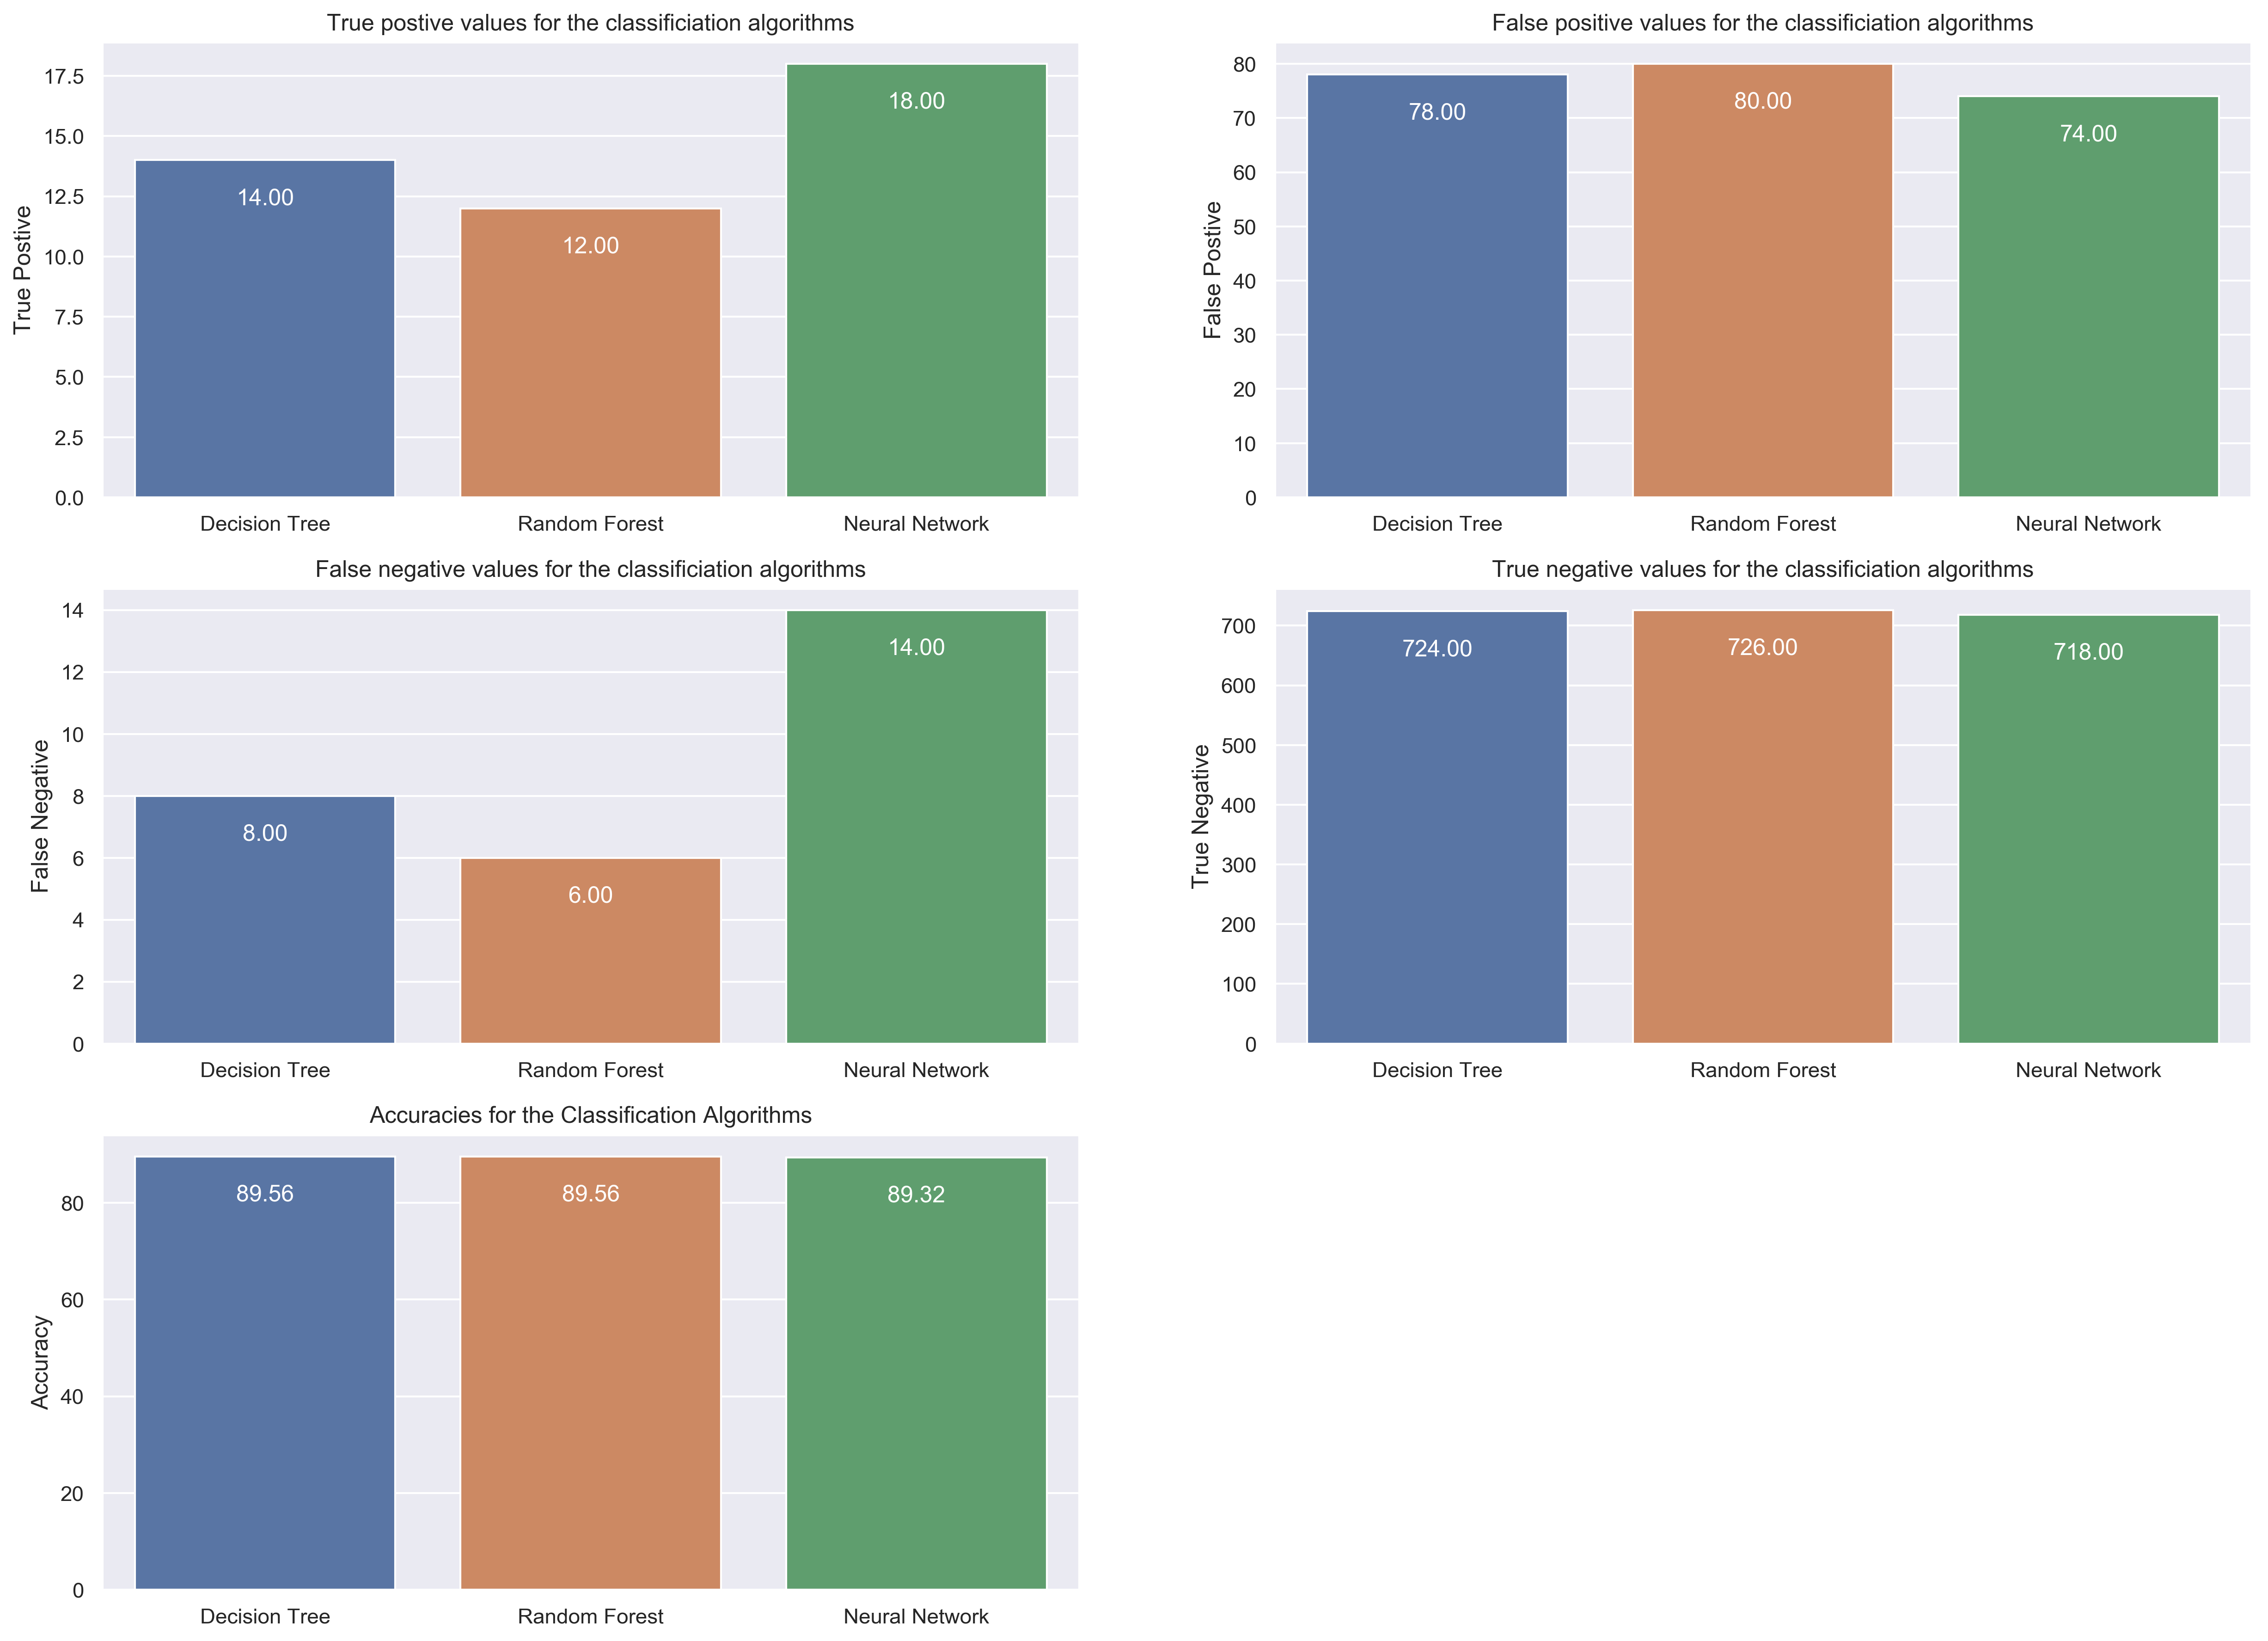 True postive values for the classificiation algorithms
True Postive
17.5
15.0
12.5
10.0
7.5
5.0
2.5
0.0
14.00
12.00
18.00
Decision Tree
Random Forest
Neural Network
False positive values for the classificiation algorithms
False Postive
80
70
60
50
40
30
20
10
0
78.00
80.00
74.00
Decision Tree
Random Forest
Neural Network
False negative values for the classificiation algorithms
False Negative
14
12
10
8
6
4
2
0
8.00
6.00
14.00
Decision Tree
Random Forest
Neural Network
True negative values for the classificiation algorithms
True Negative
700
600
500
400
300
200
100
0
724.00
726.00
718.00
Decision Tree
Random Forest
Neural Network
Accuracies for the Classification Algorithms
Accuracy
80
60
40
20
0
89.56
89.56
89.32
Decision Tree
Random Forest
Neural Network